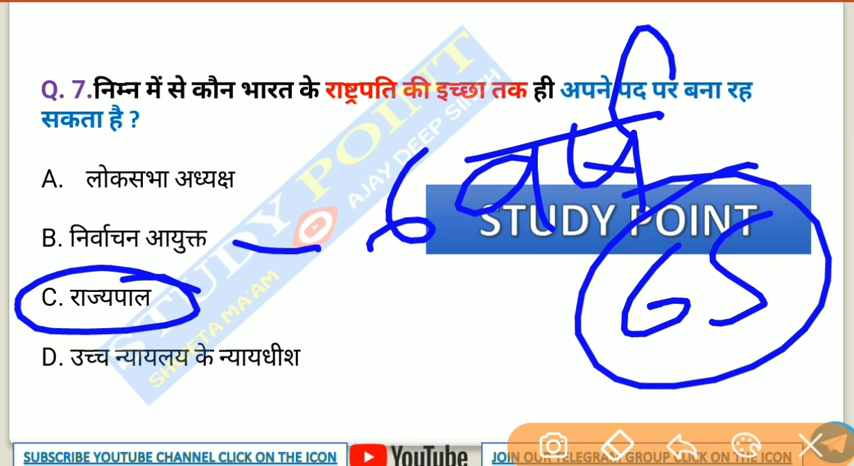 Q. 7.निम्न में से कौन भारत के राष्ट्रपति की इच्छा तक ही अपने पद पर बना रह
सकता है ?
A. लोकसभा अध्यक्ष
B. निर्वाचन आयुक्त – 6 वर्ष
STUDY POINT
65
C. राज्यपाल
D. उच्च न्यायलय के न्यायधीश
STUDY POINT
AJAY DEEP SINGH
SHWETA MA'AM
SUBSCRIBE YOUTUBE CHANNEL CLICK ON THE ICON
YouTube
JOIN OUR TELEGRAM GROUP CLICK ON THE ICON